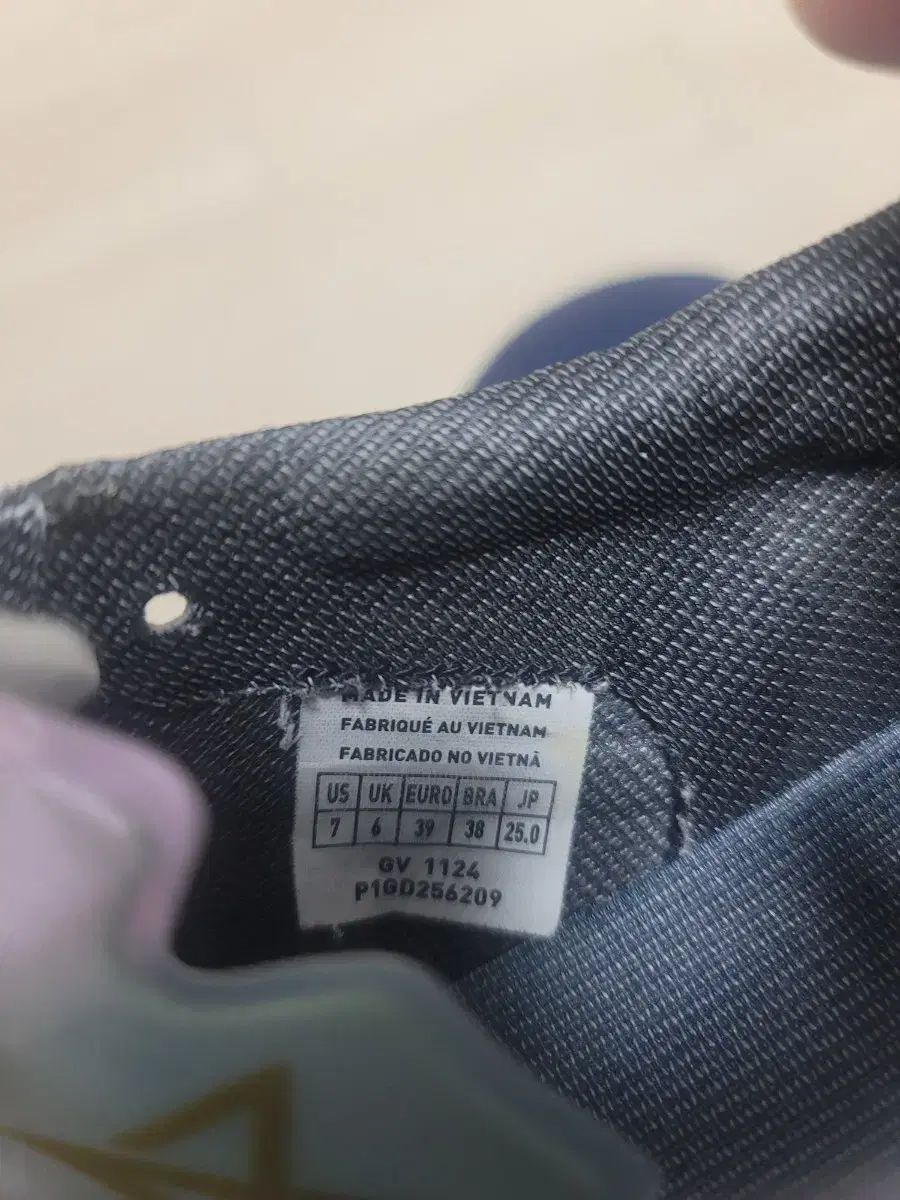 MADE IN VIETNAM
FABRIQUÉ AU VIETNAM
FABRICADO NO VIETNÃ
US UK EURO BRA JP
7 6 39 38 25.0
GV 1124
P1GD256209